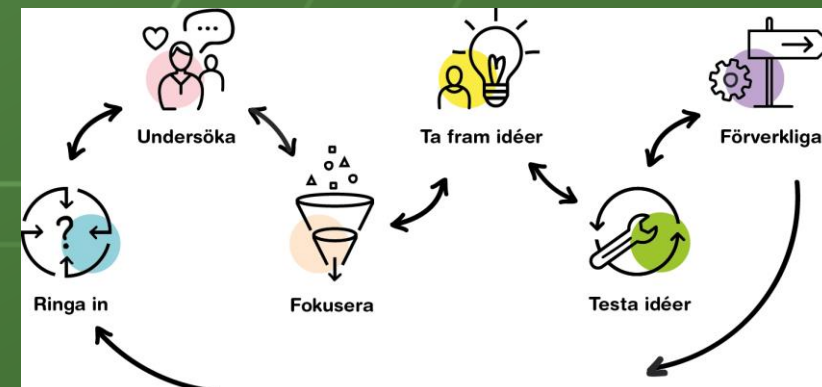 Undersöka
Ta fram idéer
Förverkliga
Ringa in
?
Fokusera
Testa idéer